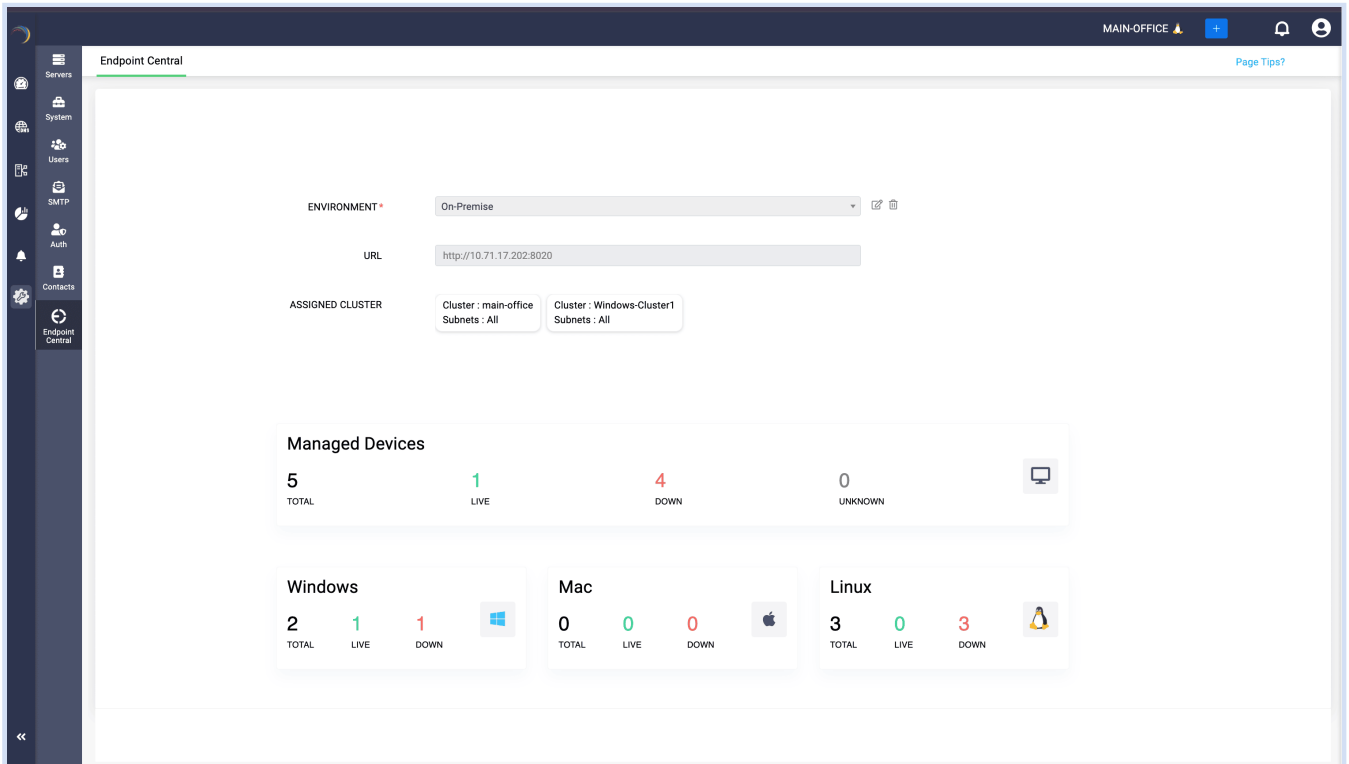 MAIN-OFFICE
+
Servers
System
Users
SMTP
Auth
Contacts
Endpoint
Central
DNS
Endpoint Central
Page Tips?
ENVIRONMENT*
On-Premise
URL
http://10.71.17.202:8020
ASSIGNED CLUSTER
Cluster : main-office
Subnets : All
Cluster : Windows-Cluster1
Subnets : All
Managed Devices
5
TOTAL
1
LIVE
4
DOWN
0
UNKNOWN
Windows
2
TOTAL
1
LIVE
1
DOWN
Mac
0
TOTAL
0
LIVE
0
DOWN
Linux
3
TOTAL
0
LIVE
3
DOWN